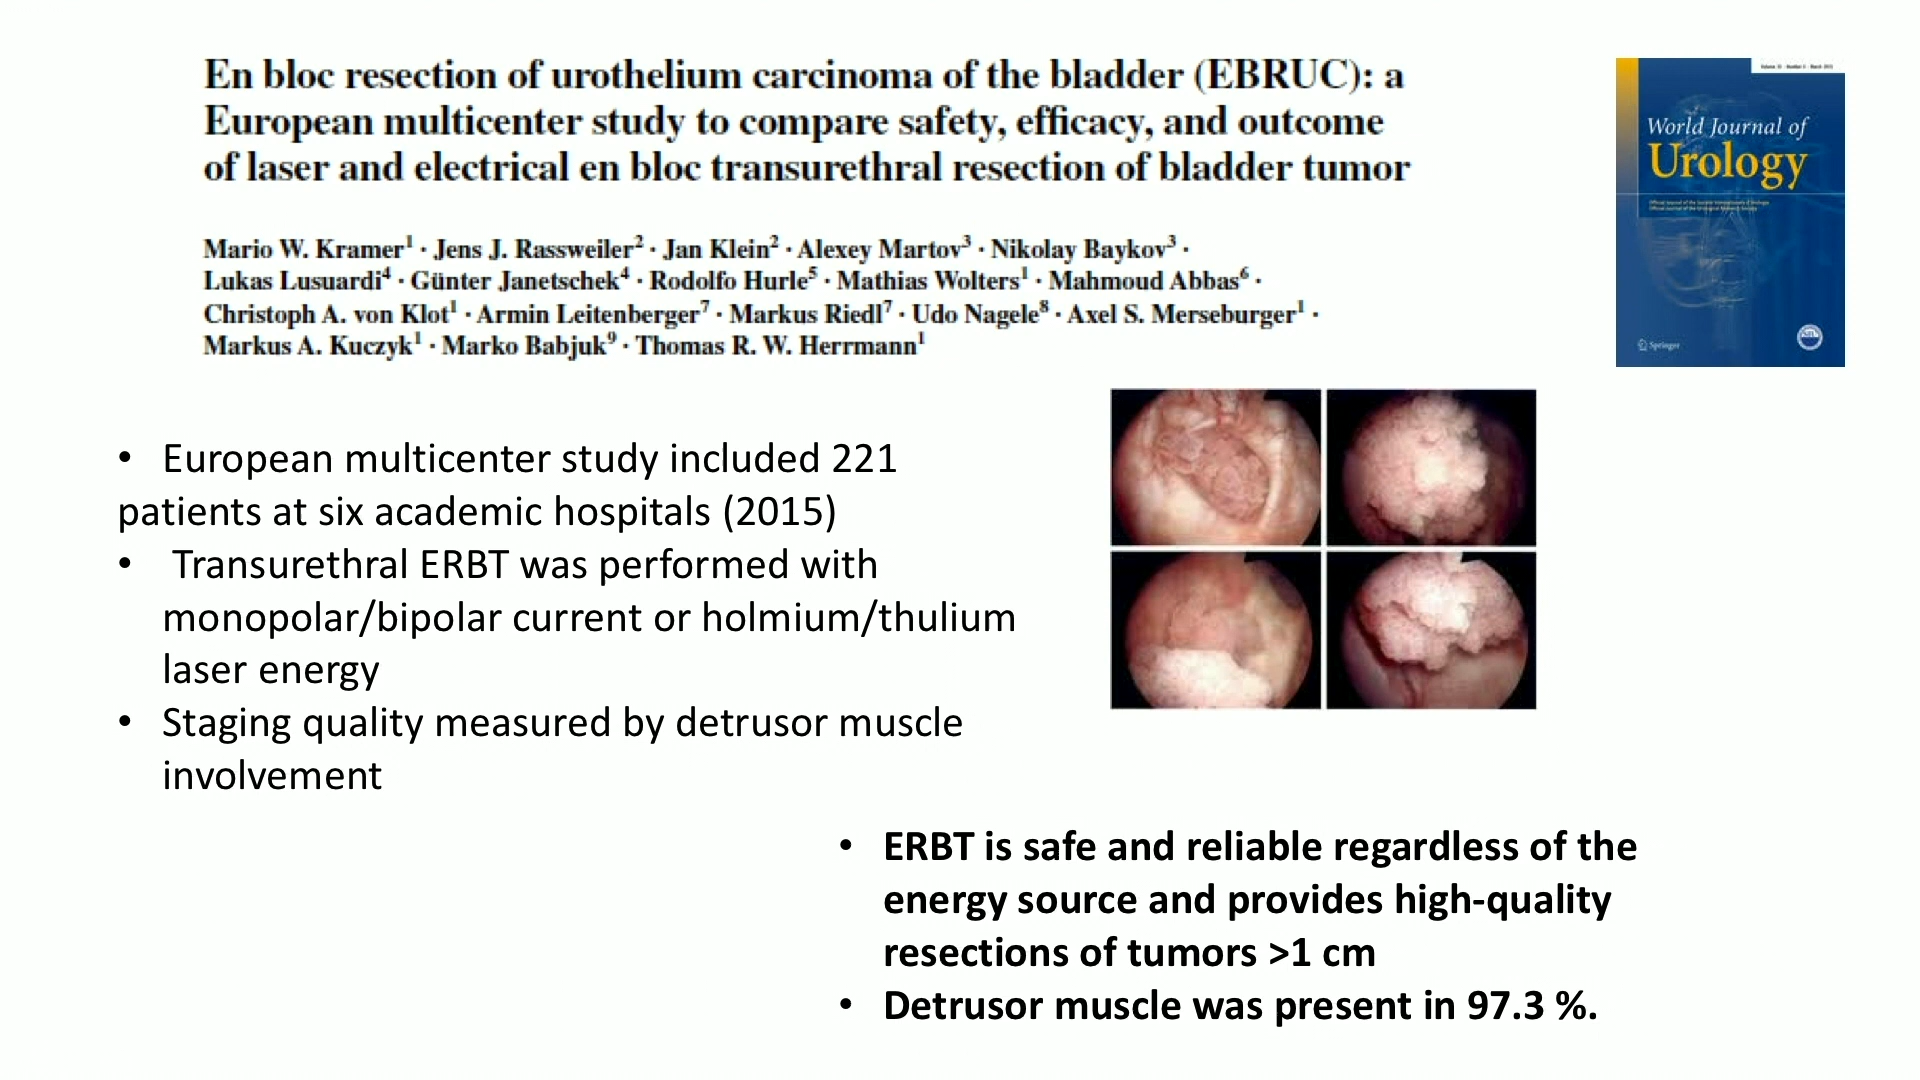 En bloc resection of urothelium carcinoma of the bladder (EBRUC): a
European multicenter study to compare safety, efficacy, and outcome
of laser and electrical en bloc transurethral resection of bladder tumor
Mario W. Kramer¹ · Jens J. Rassweiler² · Jan Klein² · Alexey Martov³ · Nikolay Baykov³ ·
Lukas Lusuardi⁴ · Günter Janetschek⁴ · Rodolfo Hurle⁵ · Mathias Wolters¹ · Mahmoud Abbas⁶ ·
Christoph A. von Klot¹ · Armin Leitenberger⁷ · Markus Riedl⁷ · Udo Nagele⁸ · Axel S. Merseburger¹ ·
Markus A. Kuczyk¹ · Marko Babjuk⁹ · Thomas R. W. Herrmann¹
World Journal of
Urology
Springer
• European multicenter study included 221
patients at six academic hospitals (2015)
• Transurethral ERBT was performed with
monopolar/bipolar current or holmium/thulium
laser energy
• Staging quality measured by detrusor muscle
involvement
• ERBT is safe and reliable regardless of the
energy source and provides high-quality
resections of tumors >1 cm
• Detrusor muscle was present in 97.3 %.